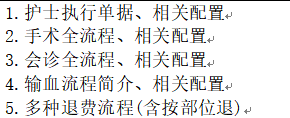 1.护士执行单据、相关配置
2.手术全流程、相关配置
3.会诊全流程、相关配置
4.输血流程简介、相关配置
5.多种退费流程(含按部位退)